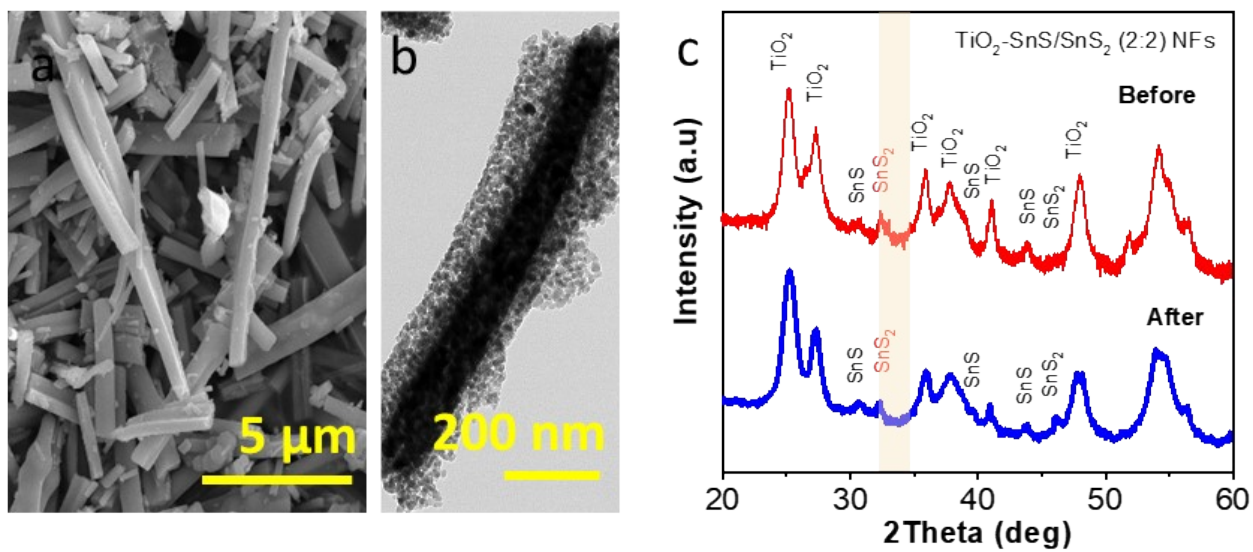 a
5 µm
b
200 nm
c
TiO₂-SnS/SnS₂ (2:2) NFs
Before
TiO₂
TiO₂
SnS
SnS₂
TiO₂
TiO₂
SnS
TiO₂
SnS
SnS₂
TiO₂
After
SnS
SnS₂
SnS
SnS
SnS₂
Intensity (a.u)
20
30
40
50
60
2Theta (deg)